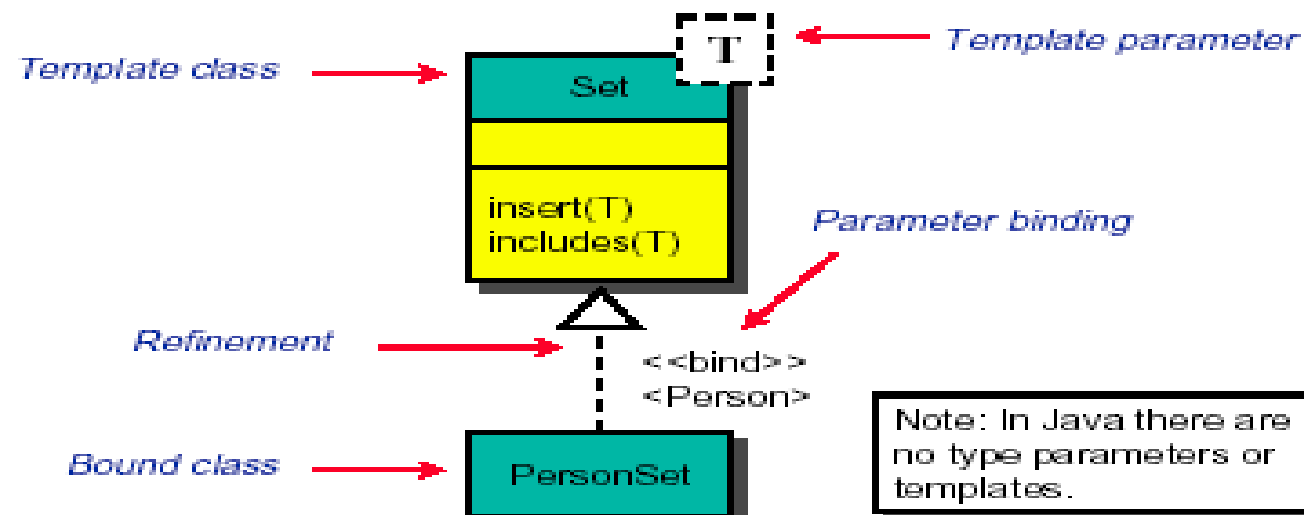 Template parameter
T
Template class
Set
insert(T)
includes(T)
Parameter binding
Refinement
<<bind>>
<Person>
Note: In Java there are
no type parameters or
templates.
Bound class
PersonSet